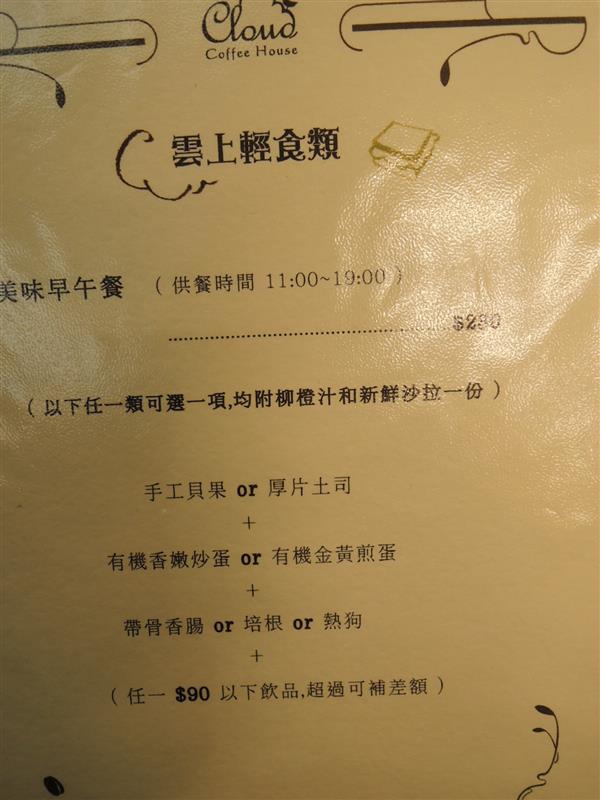 Cloud
Coffee House
雲上輕食類
美味早午餐 ( 供餐時間 11:00~19:00 )
( 以下任一類可選一項,均附柳橙汁和新鮮沙拉一份 )
手工貝果 or 厚片土司
+
有機香嫩炒蛋 or 有機金黃煎蛋
+
帶骨香腸 or 培根 or 熱狗
+
( 任一 $90 以下飲品,超過可補差額 )